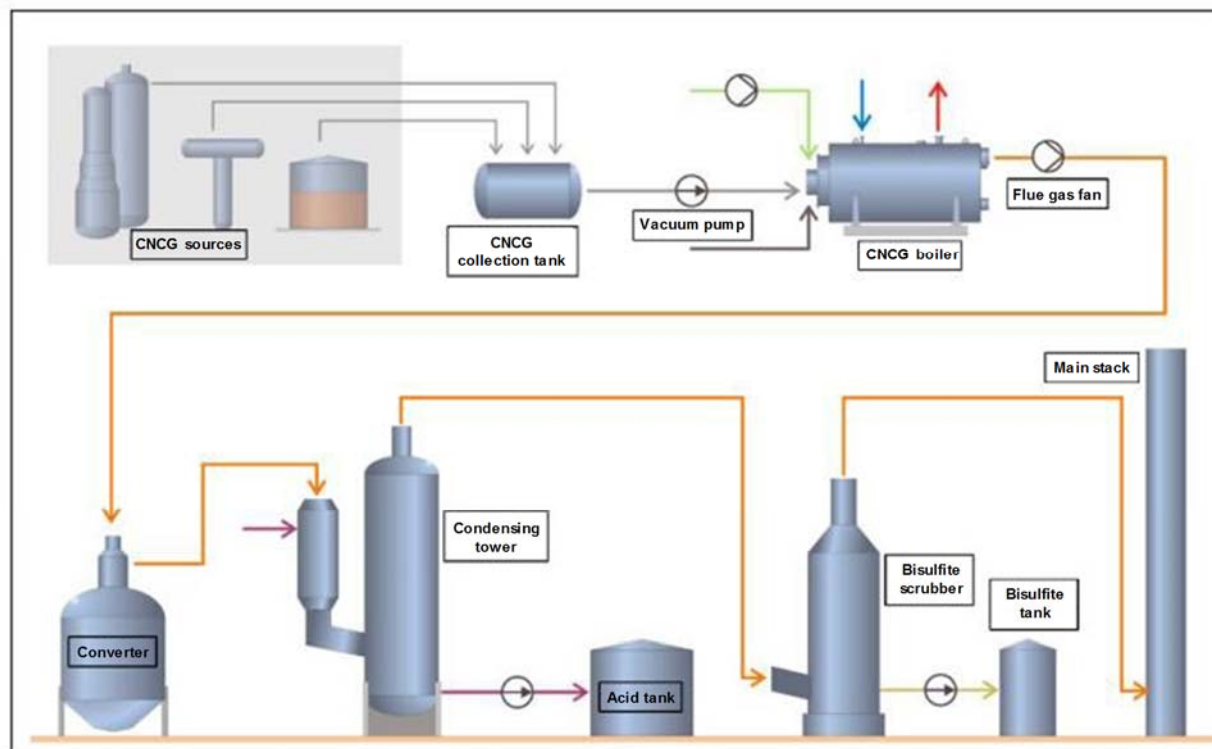 CNCG sources
CNCG
collection tank
Vacuum pump
CNCG boiler
Flue gas fan
Main stack
Converter
Condensing
tower
Acid tank
Bisulfite
scrubber
Bisulfite
tank